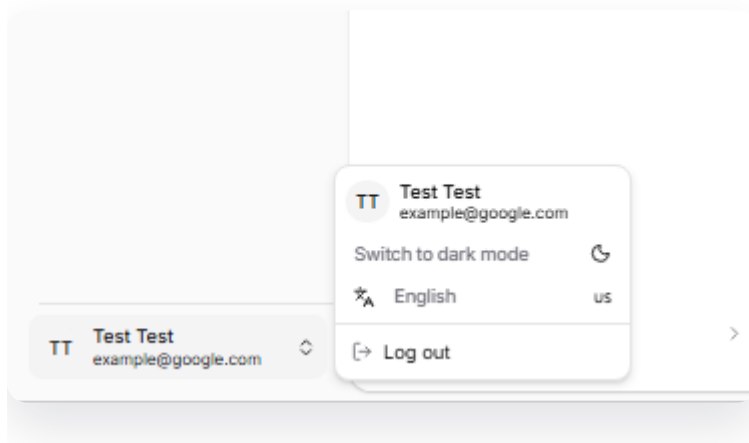 TT
Test Test
example@google.com
Switch to dark mode
English
us
Log out
TT
Test Test
example@google.com